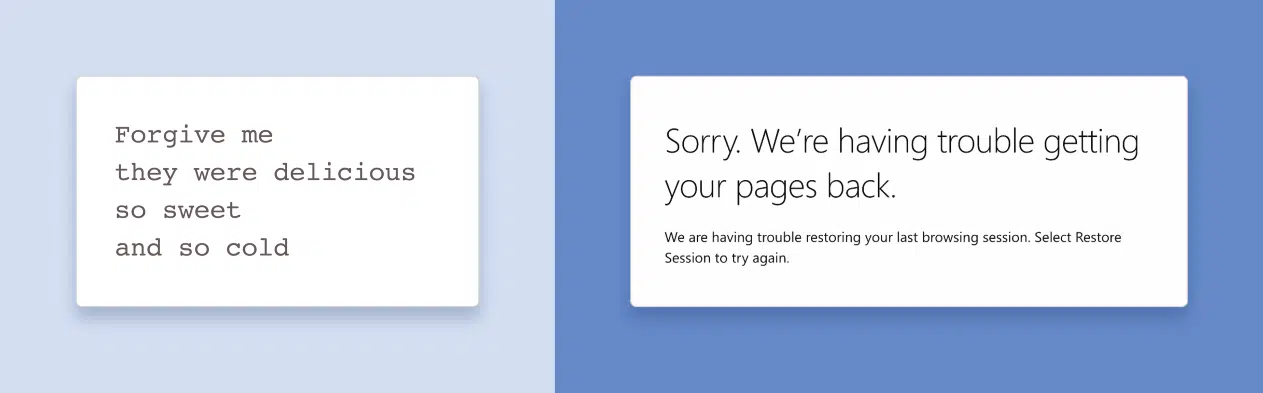 Forgive me
they were delicious
so sweet
and so cold
Sorry. We’re having trouble getting
your pages back.
We are having trouble restoring your last browsing session. Select Restore
Session to try again.